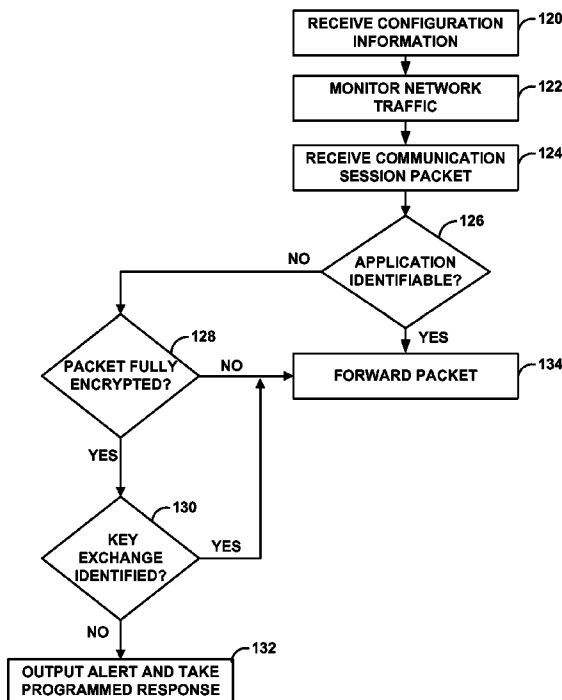 RECEIVE CONFIGURATION
INFORMATION
120
MONITOR NETWORK
TRAFFIC
122
RECEIVE COMMUNICATION
SESSION PACKET
124
126
APPLICATION
IDENTIFIABLE?
NO
YES
128
PACKET FULLY
ENCRYPTED?
NO
FORWARD PACKET
134
YES
130
KEY
EXCHANGE
IDENTIFIED?
YES
NO
132
OUTPUT ALERT AND TAKE
PROGRAMMED RESPONSE